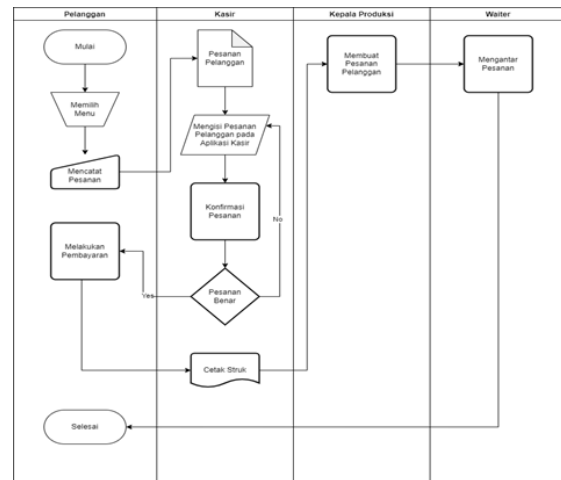 Pelanggan
Kasir
Kepala Produksi
Waiter
Mulai
Pesanan
Pelanggan
Membuat
Pesanan
Pelanggan
Mengantar
Pesanan
Memilih
Menu
Mengisi Pesanan
Pelanggan pada
Aplikasi Kasir
Mencatat
Pesanan
Konfirmasi
Pesanan
No
Melakukan
Pembayaran
Pesanan
Benar
Yes
Cetak Struk
Selesai